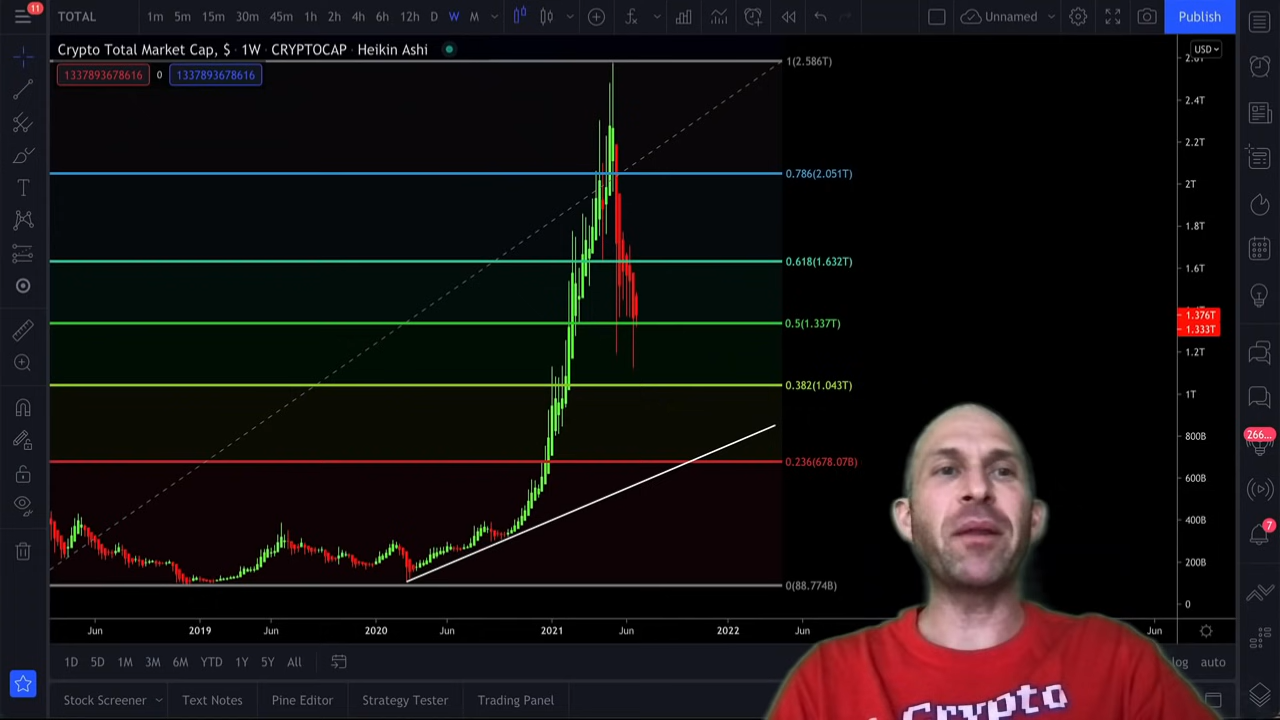 11
TOTAL
1m 5m 15m 30m 45m 1h 2h 4h 6h 12h D W M
Unnamed
Publish
Crypto Total Market Cap, $ · 1W · CRYPTOCAP · Heikin Ashi
USD
1337893678616 0 1337893678616
1(2.586T)
2.4T
2.2T
0.786(2.051T)
2T
1.8T
0.618(1.632T)
1.6T
1.376T
0.5(1.337T)
1.333T
1.2T
0.382(1.043T)
1T
800B
266...
0.236(678.07B)
600B
400B
7
200B
0(88.774B)
0
Jun 2019 Jun 2020 Jun 2021 Jun 2022 Jun Jun
1D 5D 1M 3M 6M YTD 1Y 5Y All
log auto
Stock Screener Text Notes Pine Editor Strategy Tester Trading Panel
Crypto